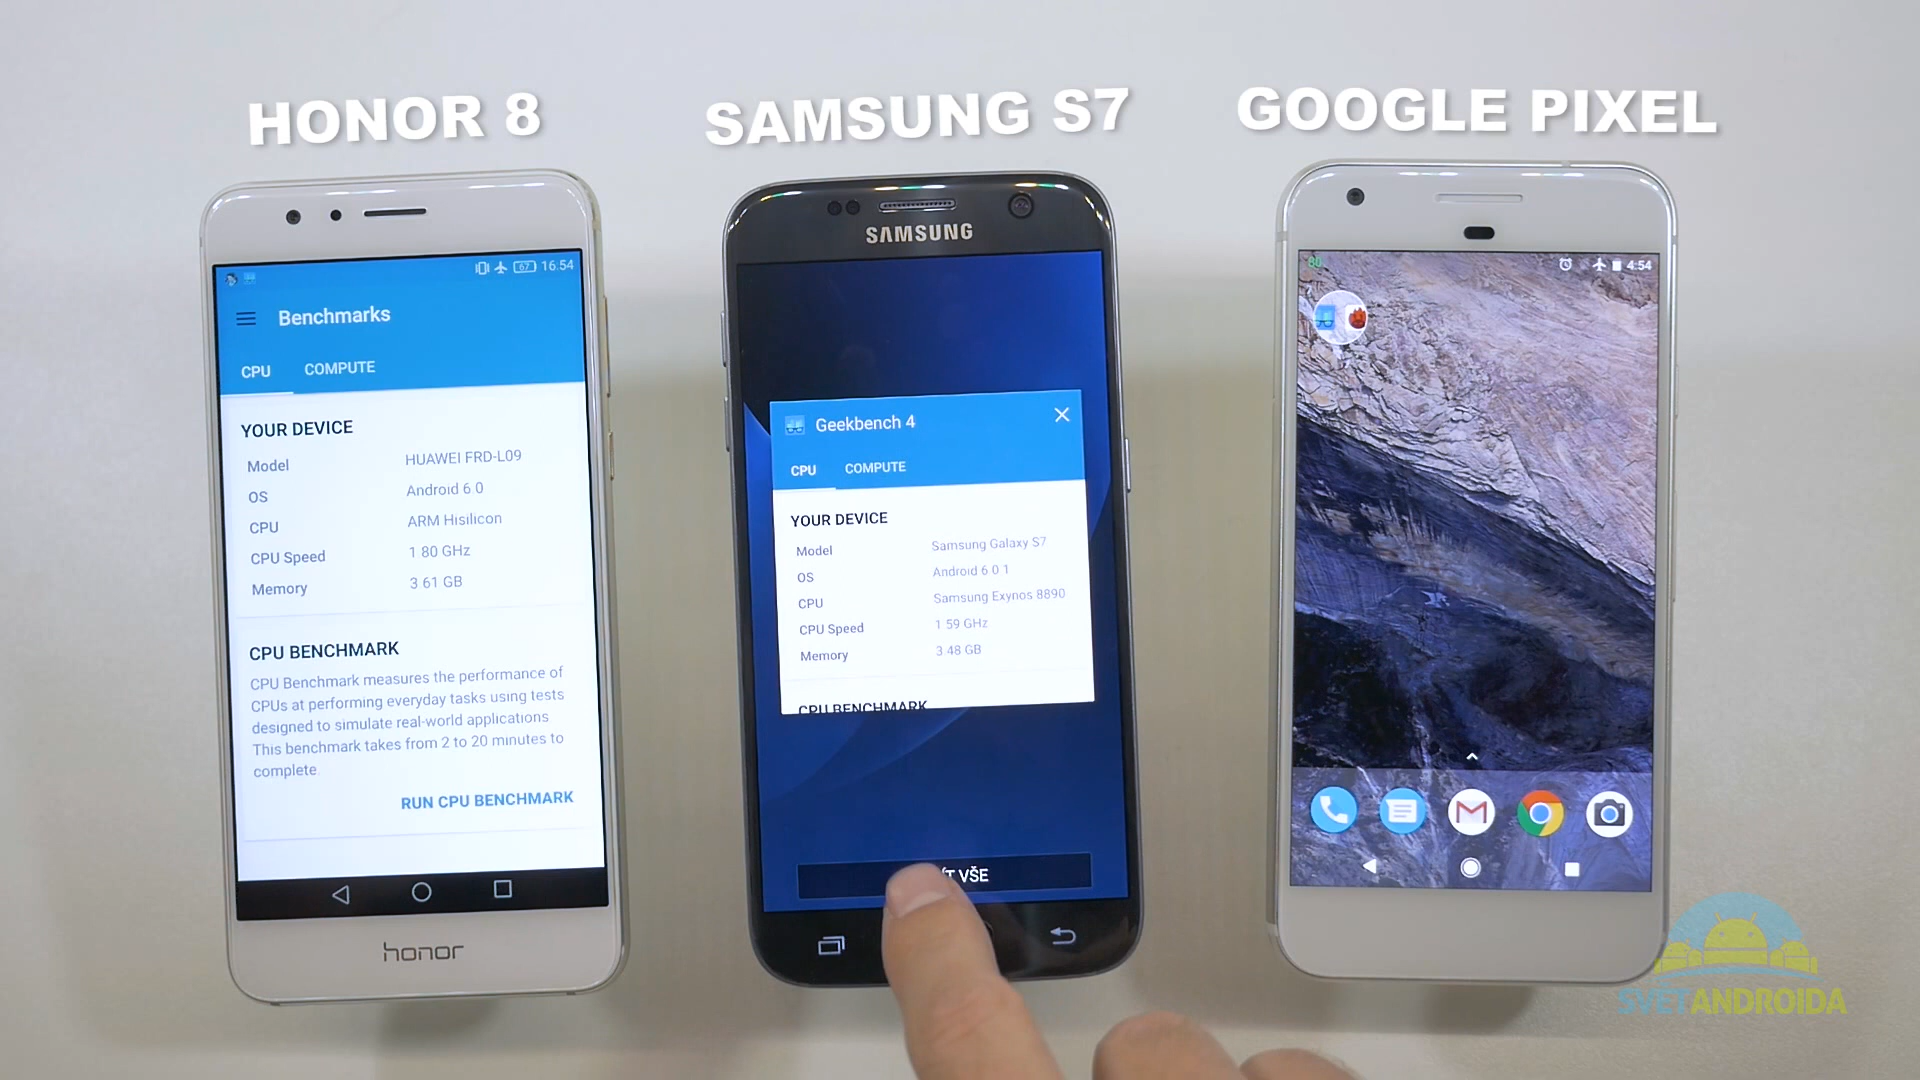 HONOR 8
SAMSUNG S7
GOOGLE PIXEL
67 16:54
Benchmarks
CPU COMPUTE
YOUR DEVICE
Model HUAWEI FRD-L09
OS Android 6.0
CPU ARM Hisilicon
CPU Speed 1.80 GHz
Memory 3.61 GB
CPU BENCHMARK
CPU Benchmark measures the performance of
CPUs at performing everyday tasks using tests
designed to simulate real-world applications
This benchmark takes from 2 to 20 minutes to
complete.
RUN CPU BENCHMARK
honor
SAMSUNG
Geekbench 4
CPU COMPUTE
YOUR DEVICE
Model Samsung Galaxy S7
OS Android 6.0.1
CPU Samsung Exynos 8890
CPU Speed 1.59 GHz
Memory 3.48 GB
CPU BENCHMARK
VŠE
4:54
SVĚTANDROIDA